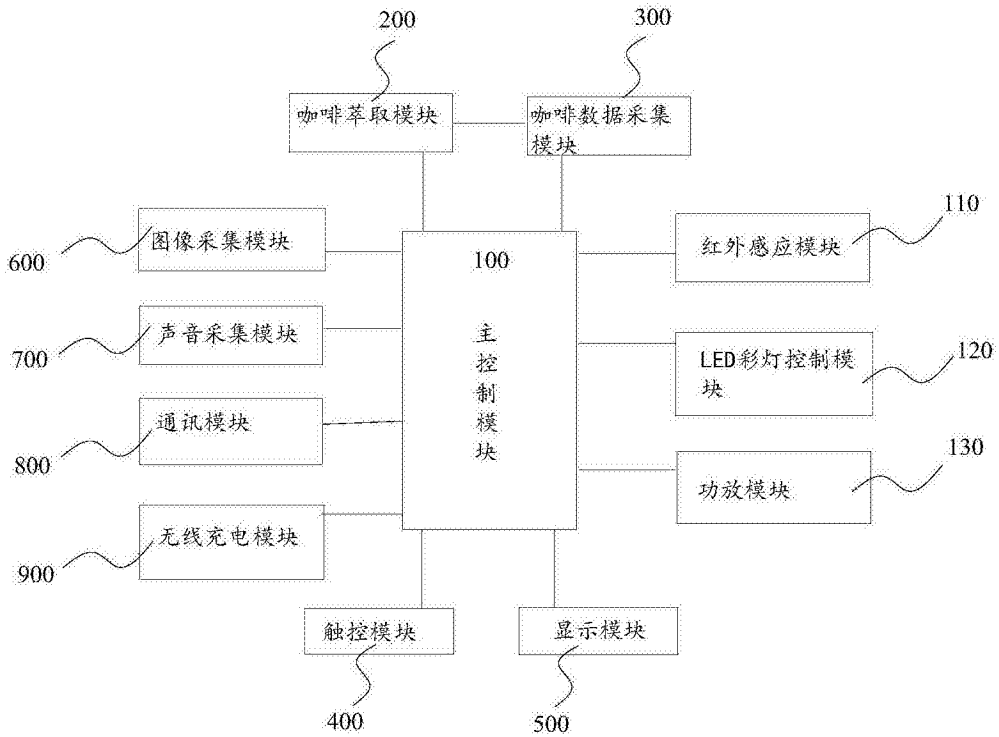 200
300
咖啡萃取模块
咖啡数据采集
模块
600
图像采集模块
100
主
控
制
模
块
红外感应模块
110
700
声音采集模块
LED彩灯控制模
块
120
800
通讯模块
功放模块
130
900
无线充电模块
触控模块
显示模块
400
500